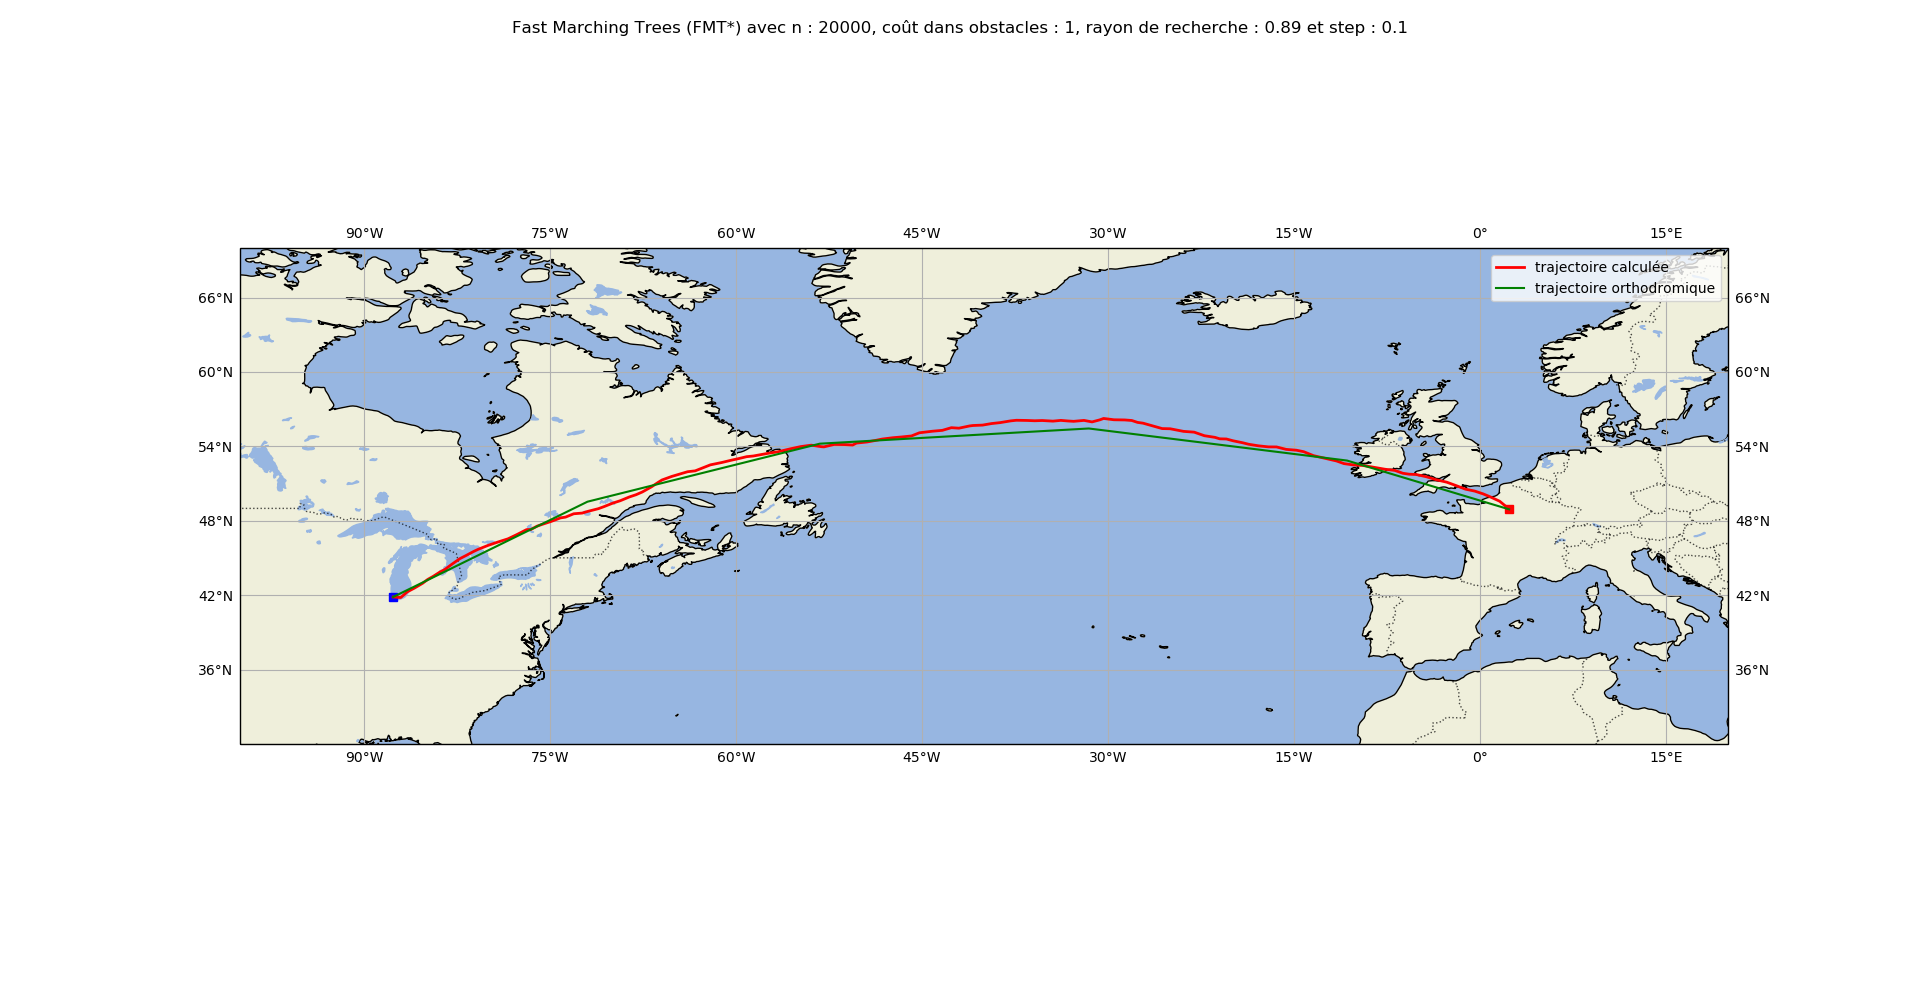 Fast Marching Trees (FMT*) avec n : 20000, coût dans obstacles : 1, rayon de recherche : 0.89 et step : 0.1
90°W 75°W 60°W 45°W 30°W 15°W 0° 15°E
trajectoire calculée
trajectoire orthodromique
66°N 66°N
60°N 60°N
54°N 54°N
48°N 48°N
42°N 42°N
36°N 36°N
90°W 75°W 60°W 45°W 30°W 15°W 0° 15°E